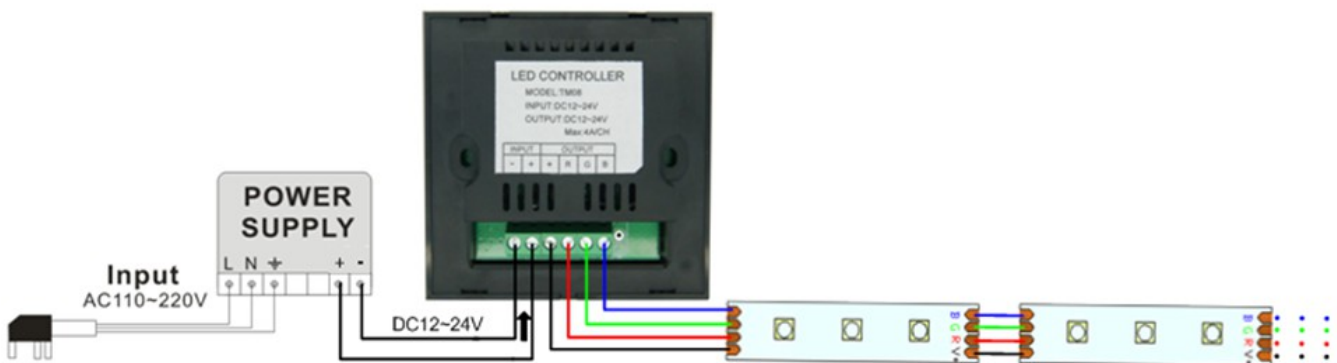 LED CONTROLLER
MODEL:TM08
INPUT:DC12~24V
OUTPUT:DC12~24V
Max:4A/CH
INPUT OUTPUT
- + + R G B
POWER
SUPPLY
L N + -
Input
AC110~220V
DC12~24V
B G R V+
B G R V+